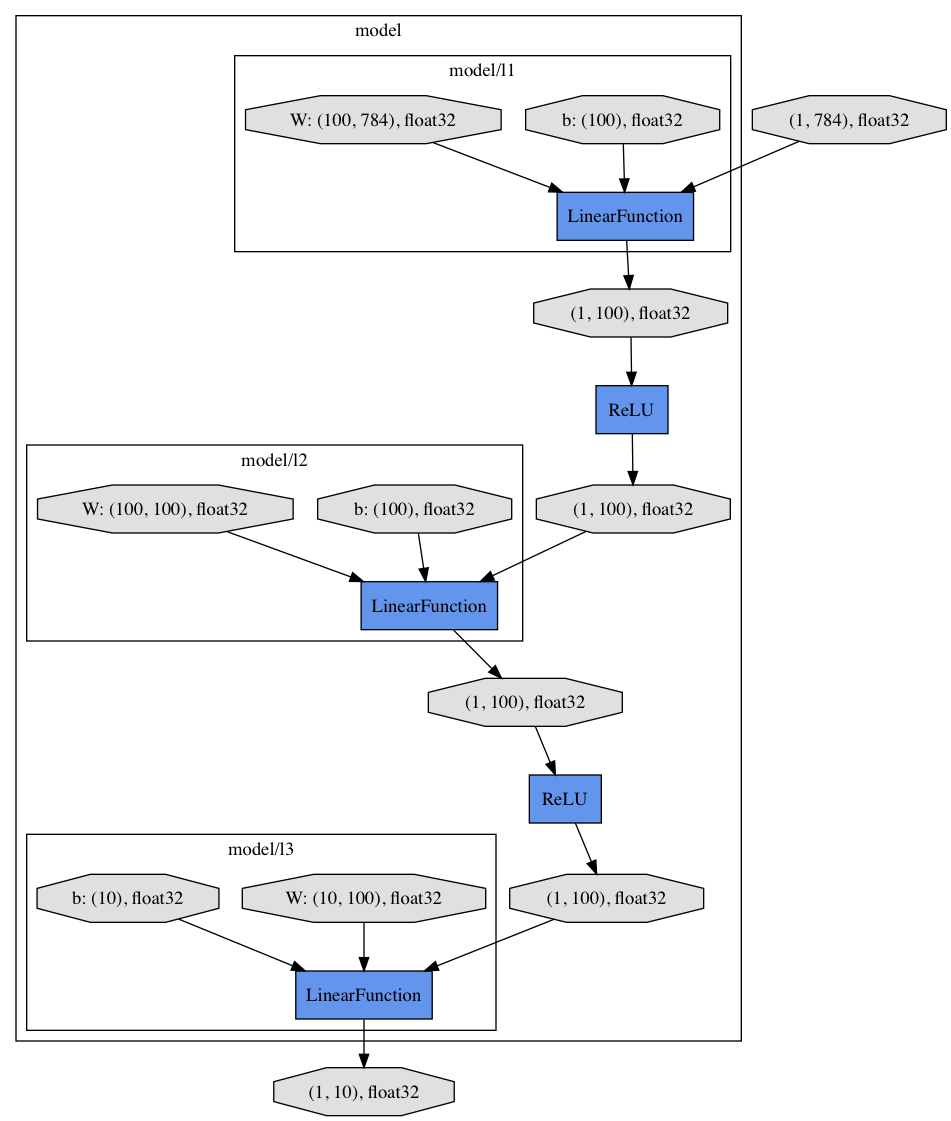 model
model/l1
W: (100, 784), float32
b: (100), float32
(1, 784), float32
LinearFunction
(1, 100), float32
ReLU
model/l2
W: (100, 100), float32
b: (100), float32
(1, 100), float32
LinearFunction
(1, 100), float32
ReLU
model/l3
b: (10), float32
W: (10, 100), float32
(1, 100), float32
LinearFunction
(1, 10), float32